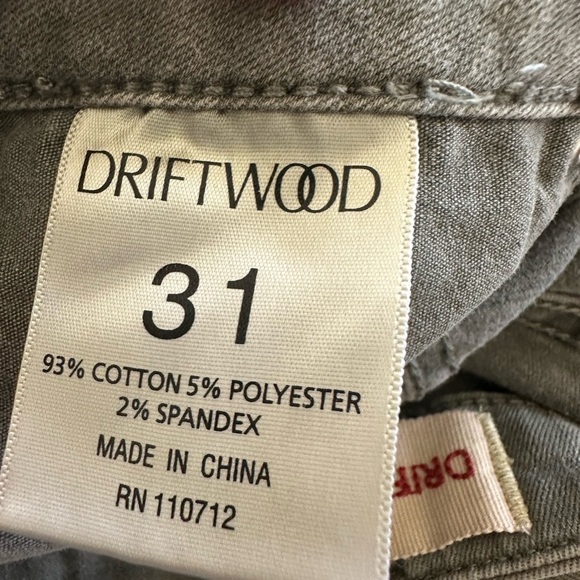 DRIFTWOOD
31
93% COTTON 5% POLYESTER
2% SPANDEX
MADE IN CHINA
RN 110712